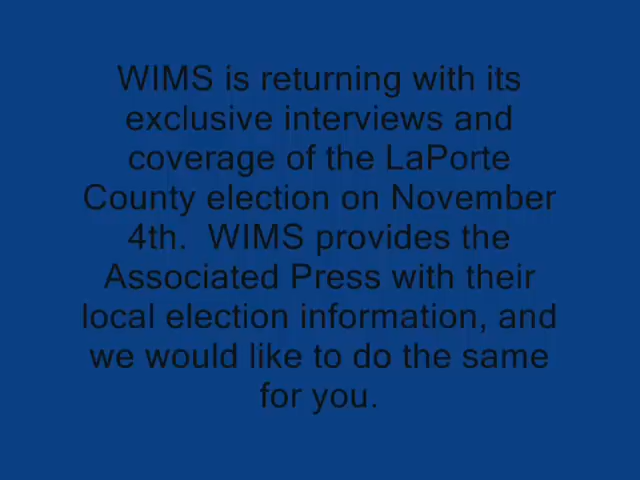 WIMS is returning with its
exclusive interviews and
coverage of the LaPorte
County election on November
4th.  WIMS provides the
Associated Press with their
local election information, and
we would like to do the same
for you.